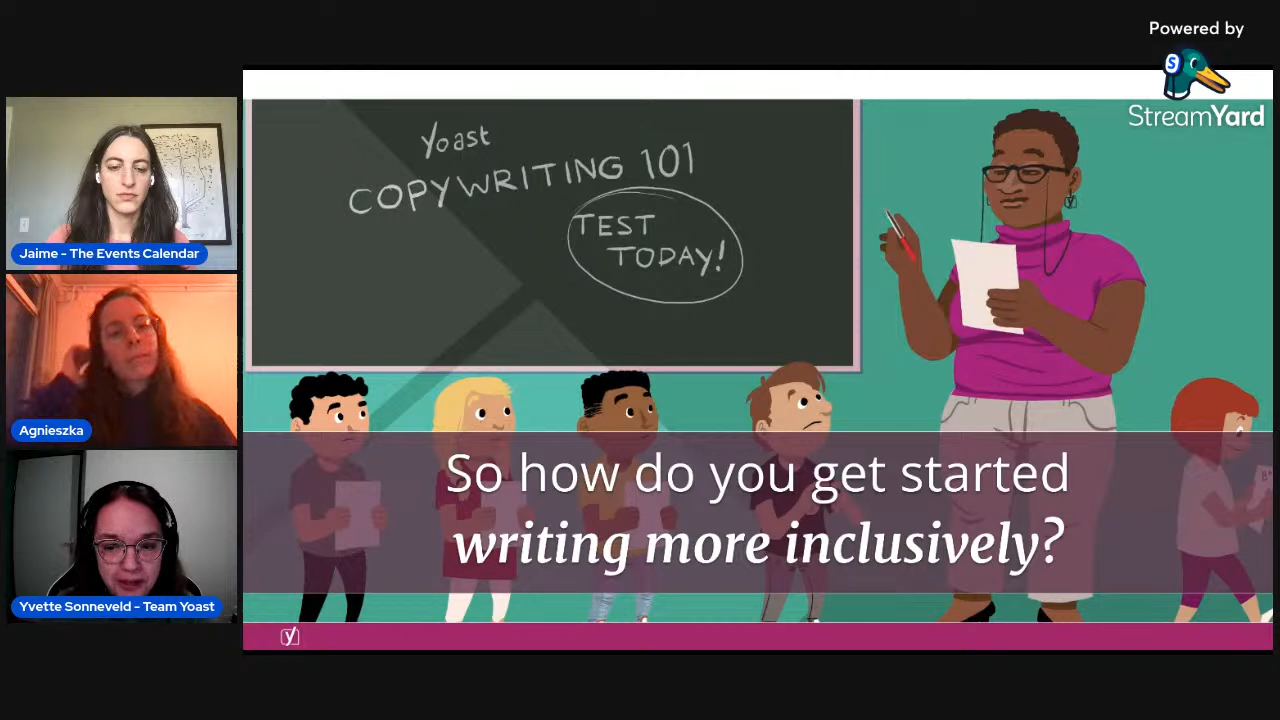 Powered by
StreamYard
Jaime - The Events Calendar
Agnieszka
Yvette Sonneveld - Team Yoast
Yoast
COPYWRITING 101
TEST
TODAY!
So how do you get started
writing more inclusively?